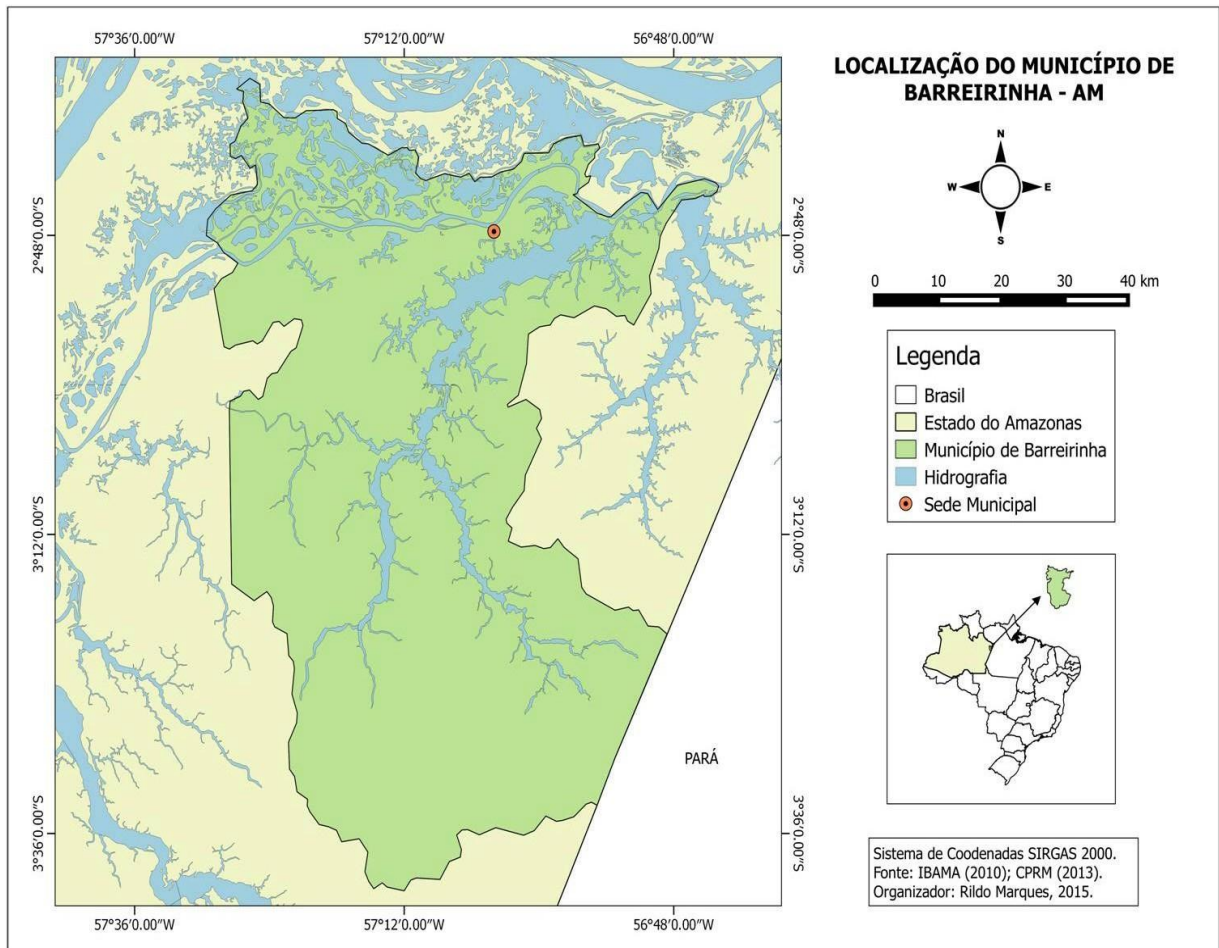 57°36'0.00"W
57°12'0.00"W
56°48'0.00"W
LOCALIZAÇÃO DO MUNICÍPIO DE
BARREIRINHA - AM
N
W
E
S
2°48'0.00"S
2°48'0.00"S
0
10
20
30
40 km
Legenda
Brasil
Estado do Amazonas
Município de Barreirinha
Hidrografia
Sede Municipal
3°12'0.00"S
3°12'0.00"S
PARÁ
3°36'0.00"S
3°36'0.00"S
Sistema de Coodenadas SIRGAS 2000.
Fonte: IBAMA (2010); CPRM (2013).
Organizador: Rildo Marques, 2015.
57°36'0.00"W
57°12'0.00"W
56°48'0.00"W